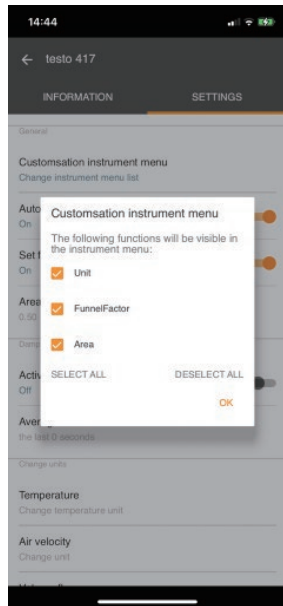 14:44
testo 417
INFORMATION
SETTINGS
General
Customsation instrument menu
Change instrument menu list
Auto
On
Customsation instrument menu
The following functions will be visible in
the instrument menu:
Unit
FunnelFactor
Area
SELECT ALL
DESELECT ALL
OK
Set f
On
Area
0.50
Damp
Activ
Off
Aver
the last 0 seconds
Change units
Temperature
Change temperature unit
Air velocity
Change unit